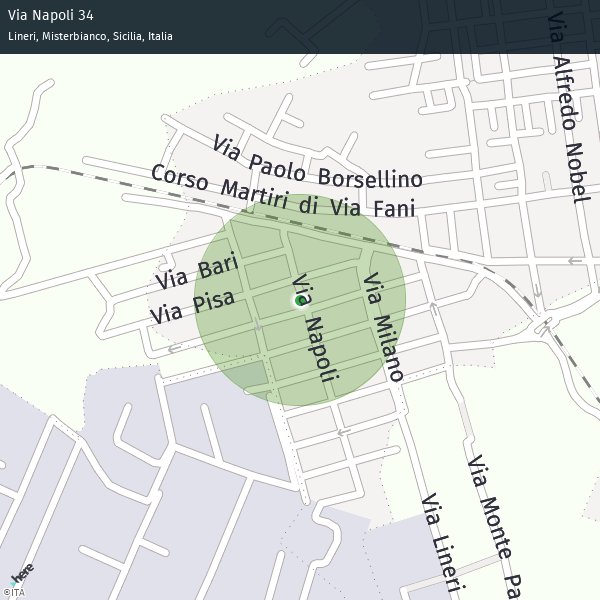 Via Napoli 34
Lineri, Misterbianco, Sicilia, Italia
Via Alfredo Nobel
Via Paolo Borsellino
Corso Martiri di Via Fani
Via Bari
Via Pisa
Via Napoli
Via Milano
Via Lineri
Via Monte Pa
here
©ITA